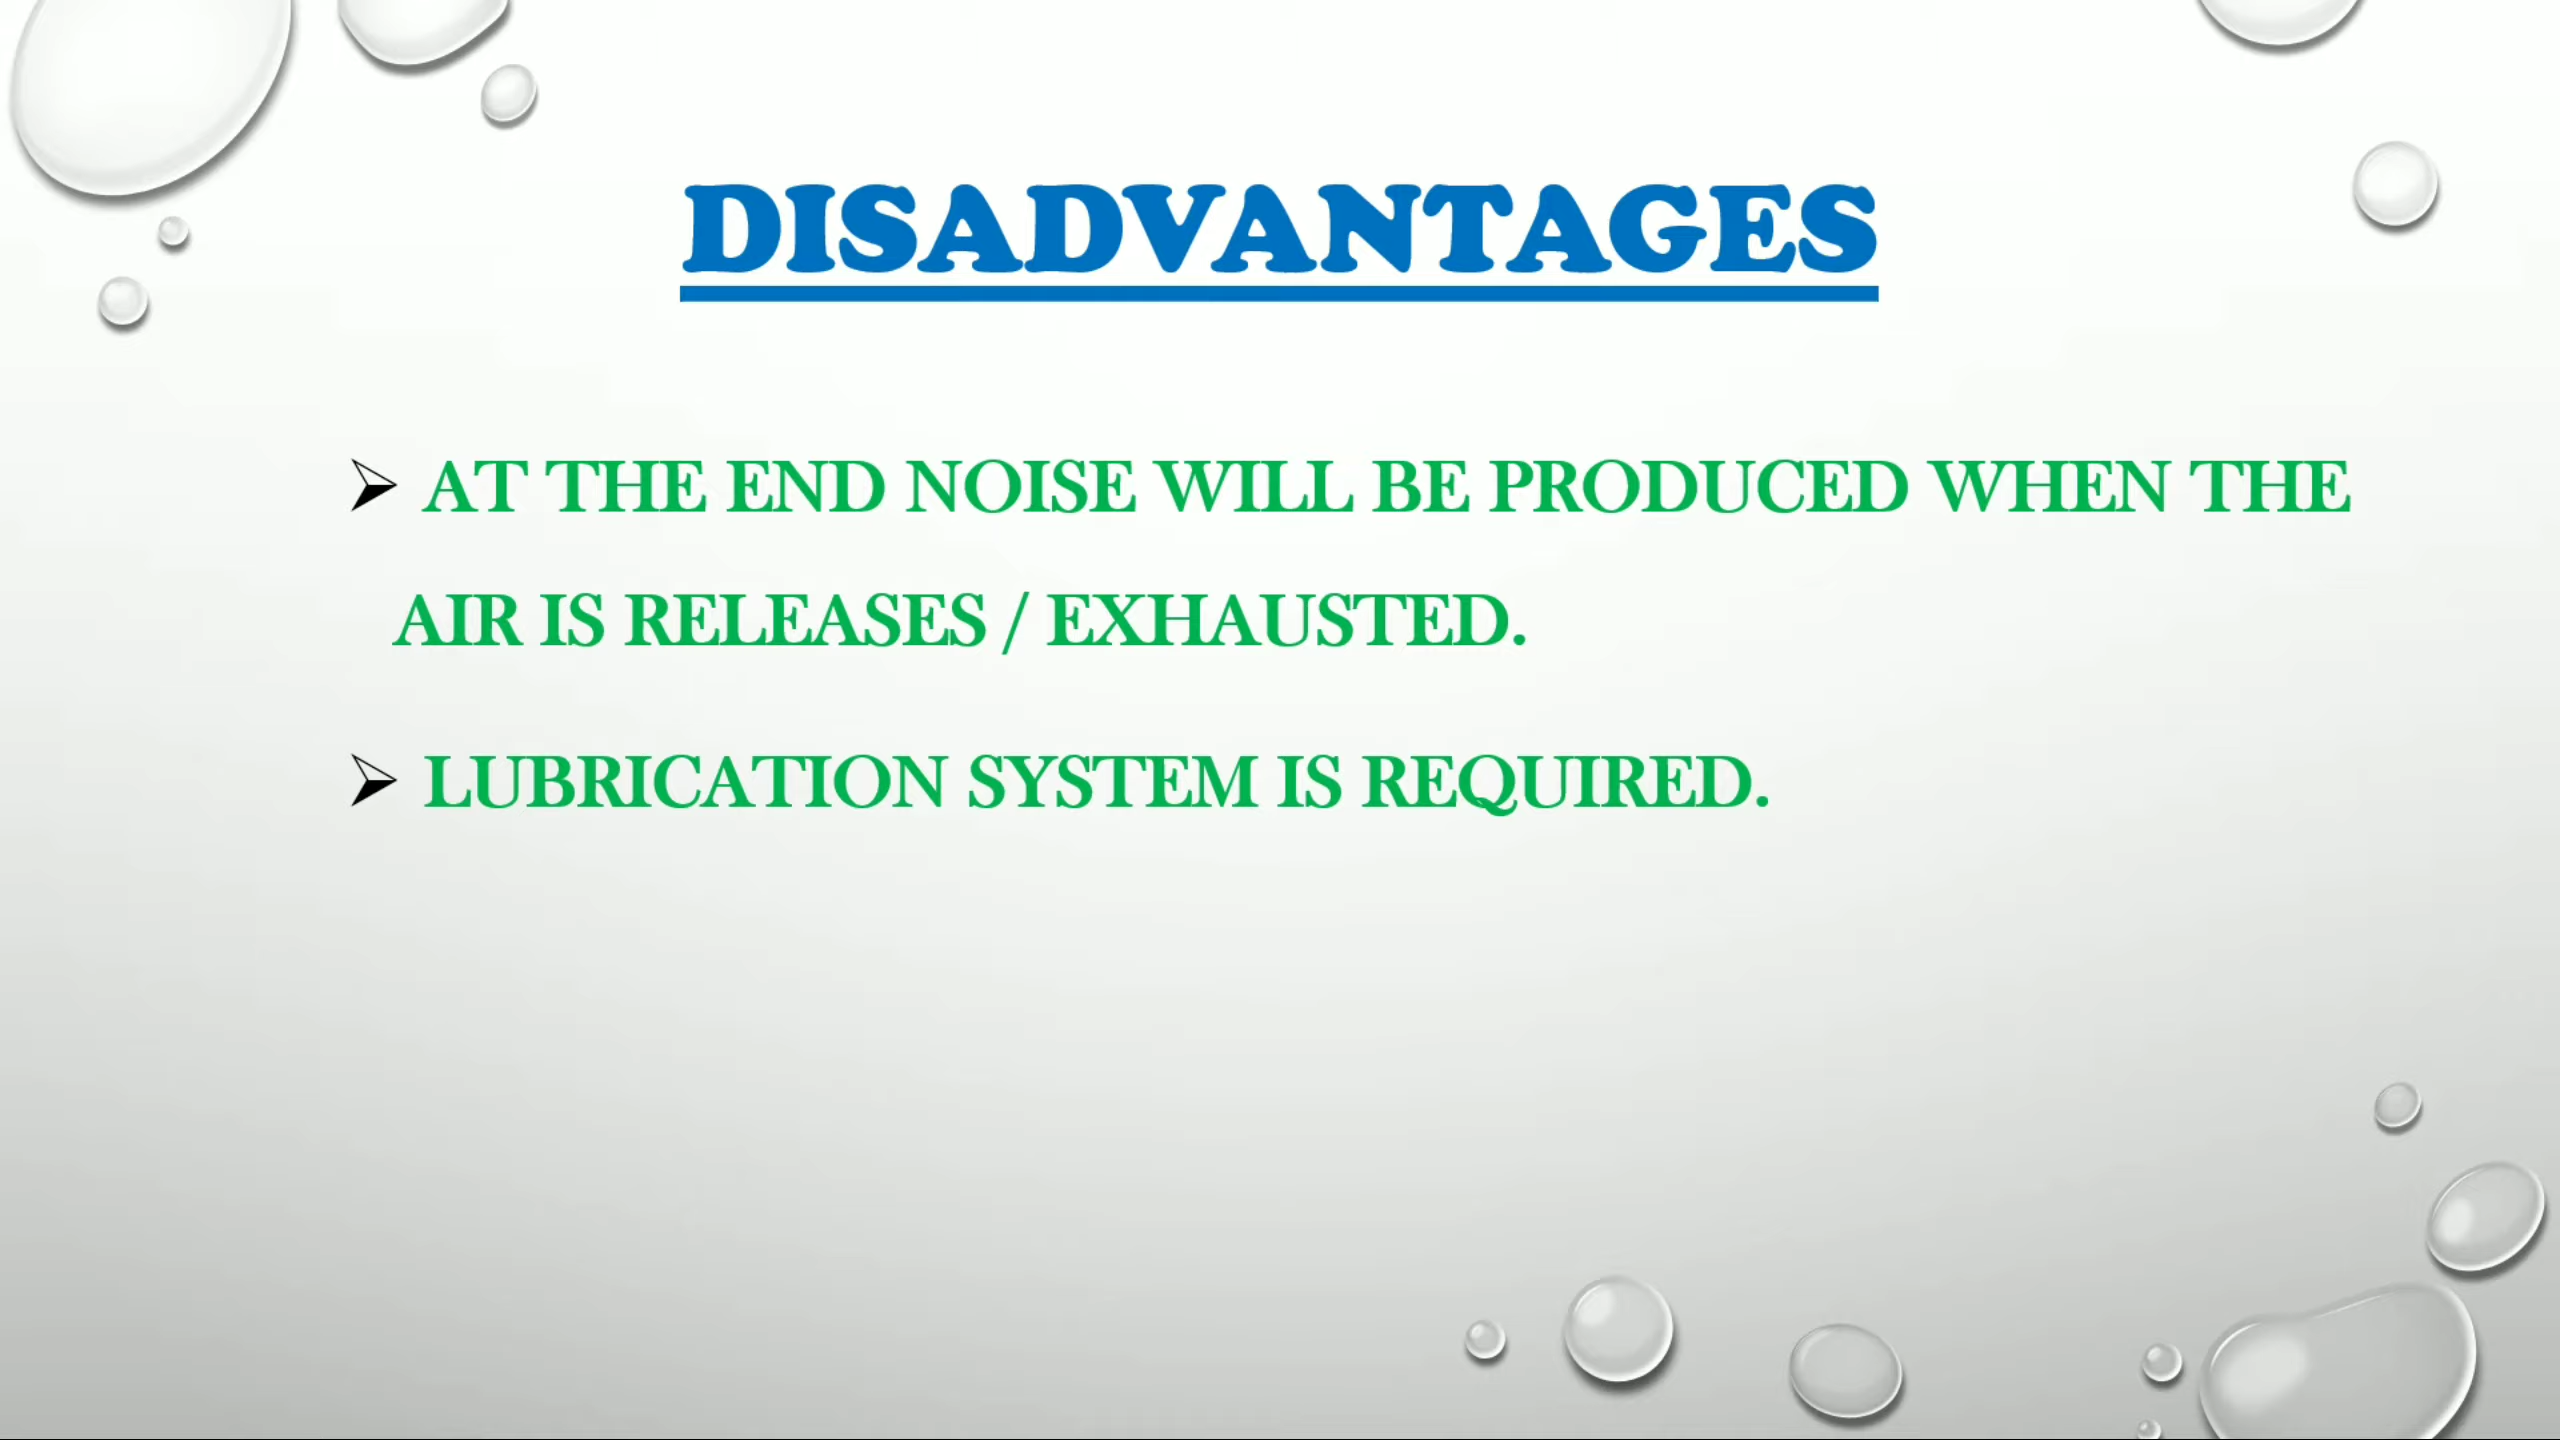 DISADVANTAGES
AT THE END NOISE WILL BE PRODUCED WHEN THE
AIR IS RELEASES / EXHAUSTED.
LUBRICATION SYSTEM IS REQUIRED.